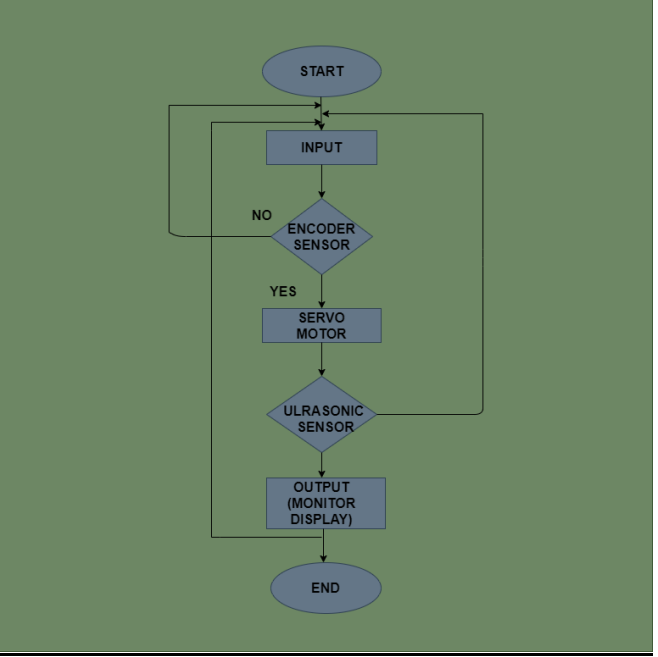 START
INPUT
NO
ENCODER
SENSOR
YES
SERVO
MOTOR
ULRASONIC
SENSOR
OUTPUT
(MONITOR
DISPLAY)
END